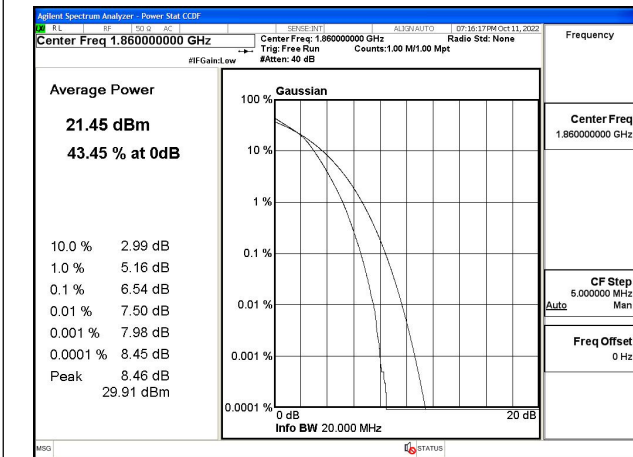 Agilent Spectrum Analyzer - Power Stat CCDF
LXI RL RF 50 Ω AC SENSE:INT ALIGN AUTO 07:16:17 PM Oct 11, 2022
Center Freq 1.860000000 GHz
Center Freq: 1.860000000 GHz Radio Std: None
Trig: Free Run Counts:1.00 M/1.00 Mpt
#IFGain:Low #Atten: 40 dB
Frequency
Average Power
21.45 dBm
43.45 % at 0dB
10.0 % 2.99 dB
1.0 % 5.16 dB
0.1 % 6.54 dB
0.01 % 7.50 dB
0.001 % 7.98 dB
0.0001 % 8.45 dB
Peak 8.46 dB
29.91 dBm
Gaussian
100 %
10 %
1 %
0.1 %
0.01 %
0.001 %
0.0001 %
0 dB 20 dB
Info BW 20.000 MHz
Center Freq
1.860000000 GHz
CF Step
5.000000 MHz
Auto Man
Freq Offset
0 Hz
MSG STATUS